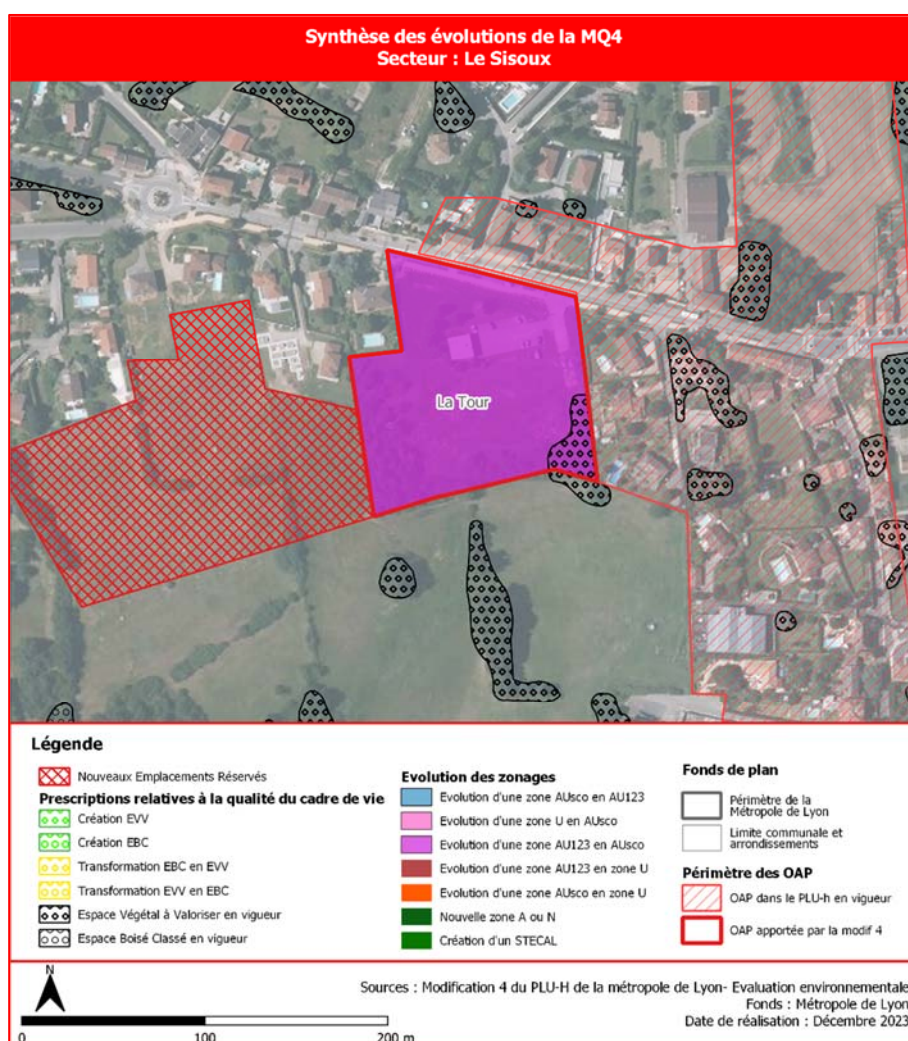 Synthèse des évolutions de la MQ4
Secteur : Le Sisoux
La Tour
Légende
Nouveaux Emplacements Réservés
Prescriptions relatives à la qualité du cadre de vie
Création EVV
Création EBC
Transformation EBC en EVV
Transformation EVV en EBC
Espace Végétal à Valoriser en vigueur
Espace Boisé Classé en vigueur
Evolution des zonages
Evolution d'une zone AUsco en AU123
Evolution d'une zone U en AUsco
Evolution d'une zone AU123 en AUsco
Evolution d'une zone AU123 en zone U
Evolution d'une zone AUsco en zone U
Nouvelle zone A ou N
Création d'un STECAL
Fonds de plan
Périmètre de la
Métropole de Lyon
Limite communale et
arrondissements
Périmètre des OAP
OAP dans le PLU-h en vigueur
OAP apportée par la modif 4
N
0 100 200 m
Sources : Modification 4 du PLU-H de la métropole de Lyon- Evaluation environnementale
Fonds : Métropole de Lyon
Date de réalisation : Décembre 2023